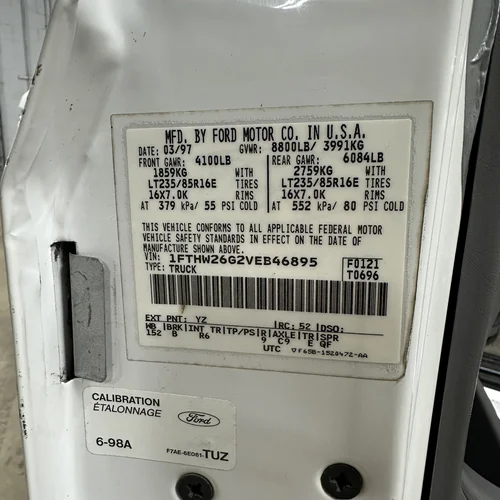 MFD. BY FORD MOTOR CO. IN U.S.A.
DATE: 03/97 GVWR: 8800LB/ 3991KG
FRONT GAWR: 4100LB REAR GAWR: 6084LB
1859KG WITH 2759KG WITH
LT235/85R16E TIRES LT235/85R16E TIRES
16X7.0K RIMS 16X7.0K RIMS
AT 379 kPa/ 55 PSI COLD AT 552 kPa/ 80 PSI COLD
THIS VEHICLE CONFORMS TO ALL APPLICABLE FEDERAL MOTOR
VEHICLE SAFETY STANDARDS IN EFFECT ON THE DATE OF
MANUFACTURE SHOWN ABOVE.
VIN: 1FTHW26G2VEB46895 F0121
TYPE: TRUCK T0696
EXT PNT: YZ RC: 52 DSO:
WB BRK INT TR TP/PS R AXLE TR SPR
152 B R6 9 C9 E QF
UTC F65B-1520472-AA
CALIBRATION
ÉTALONNAGE
Ford
6-98A F7AE-6E061-TUZ